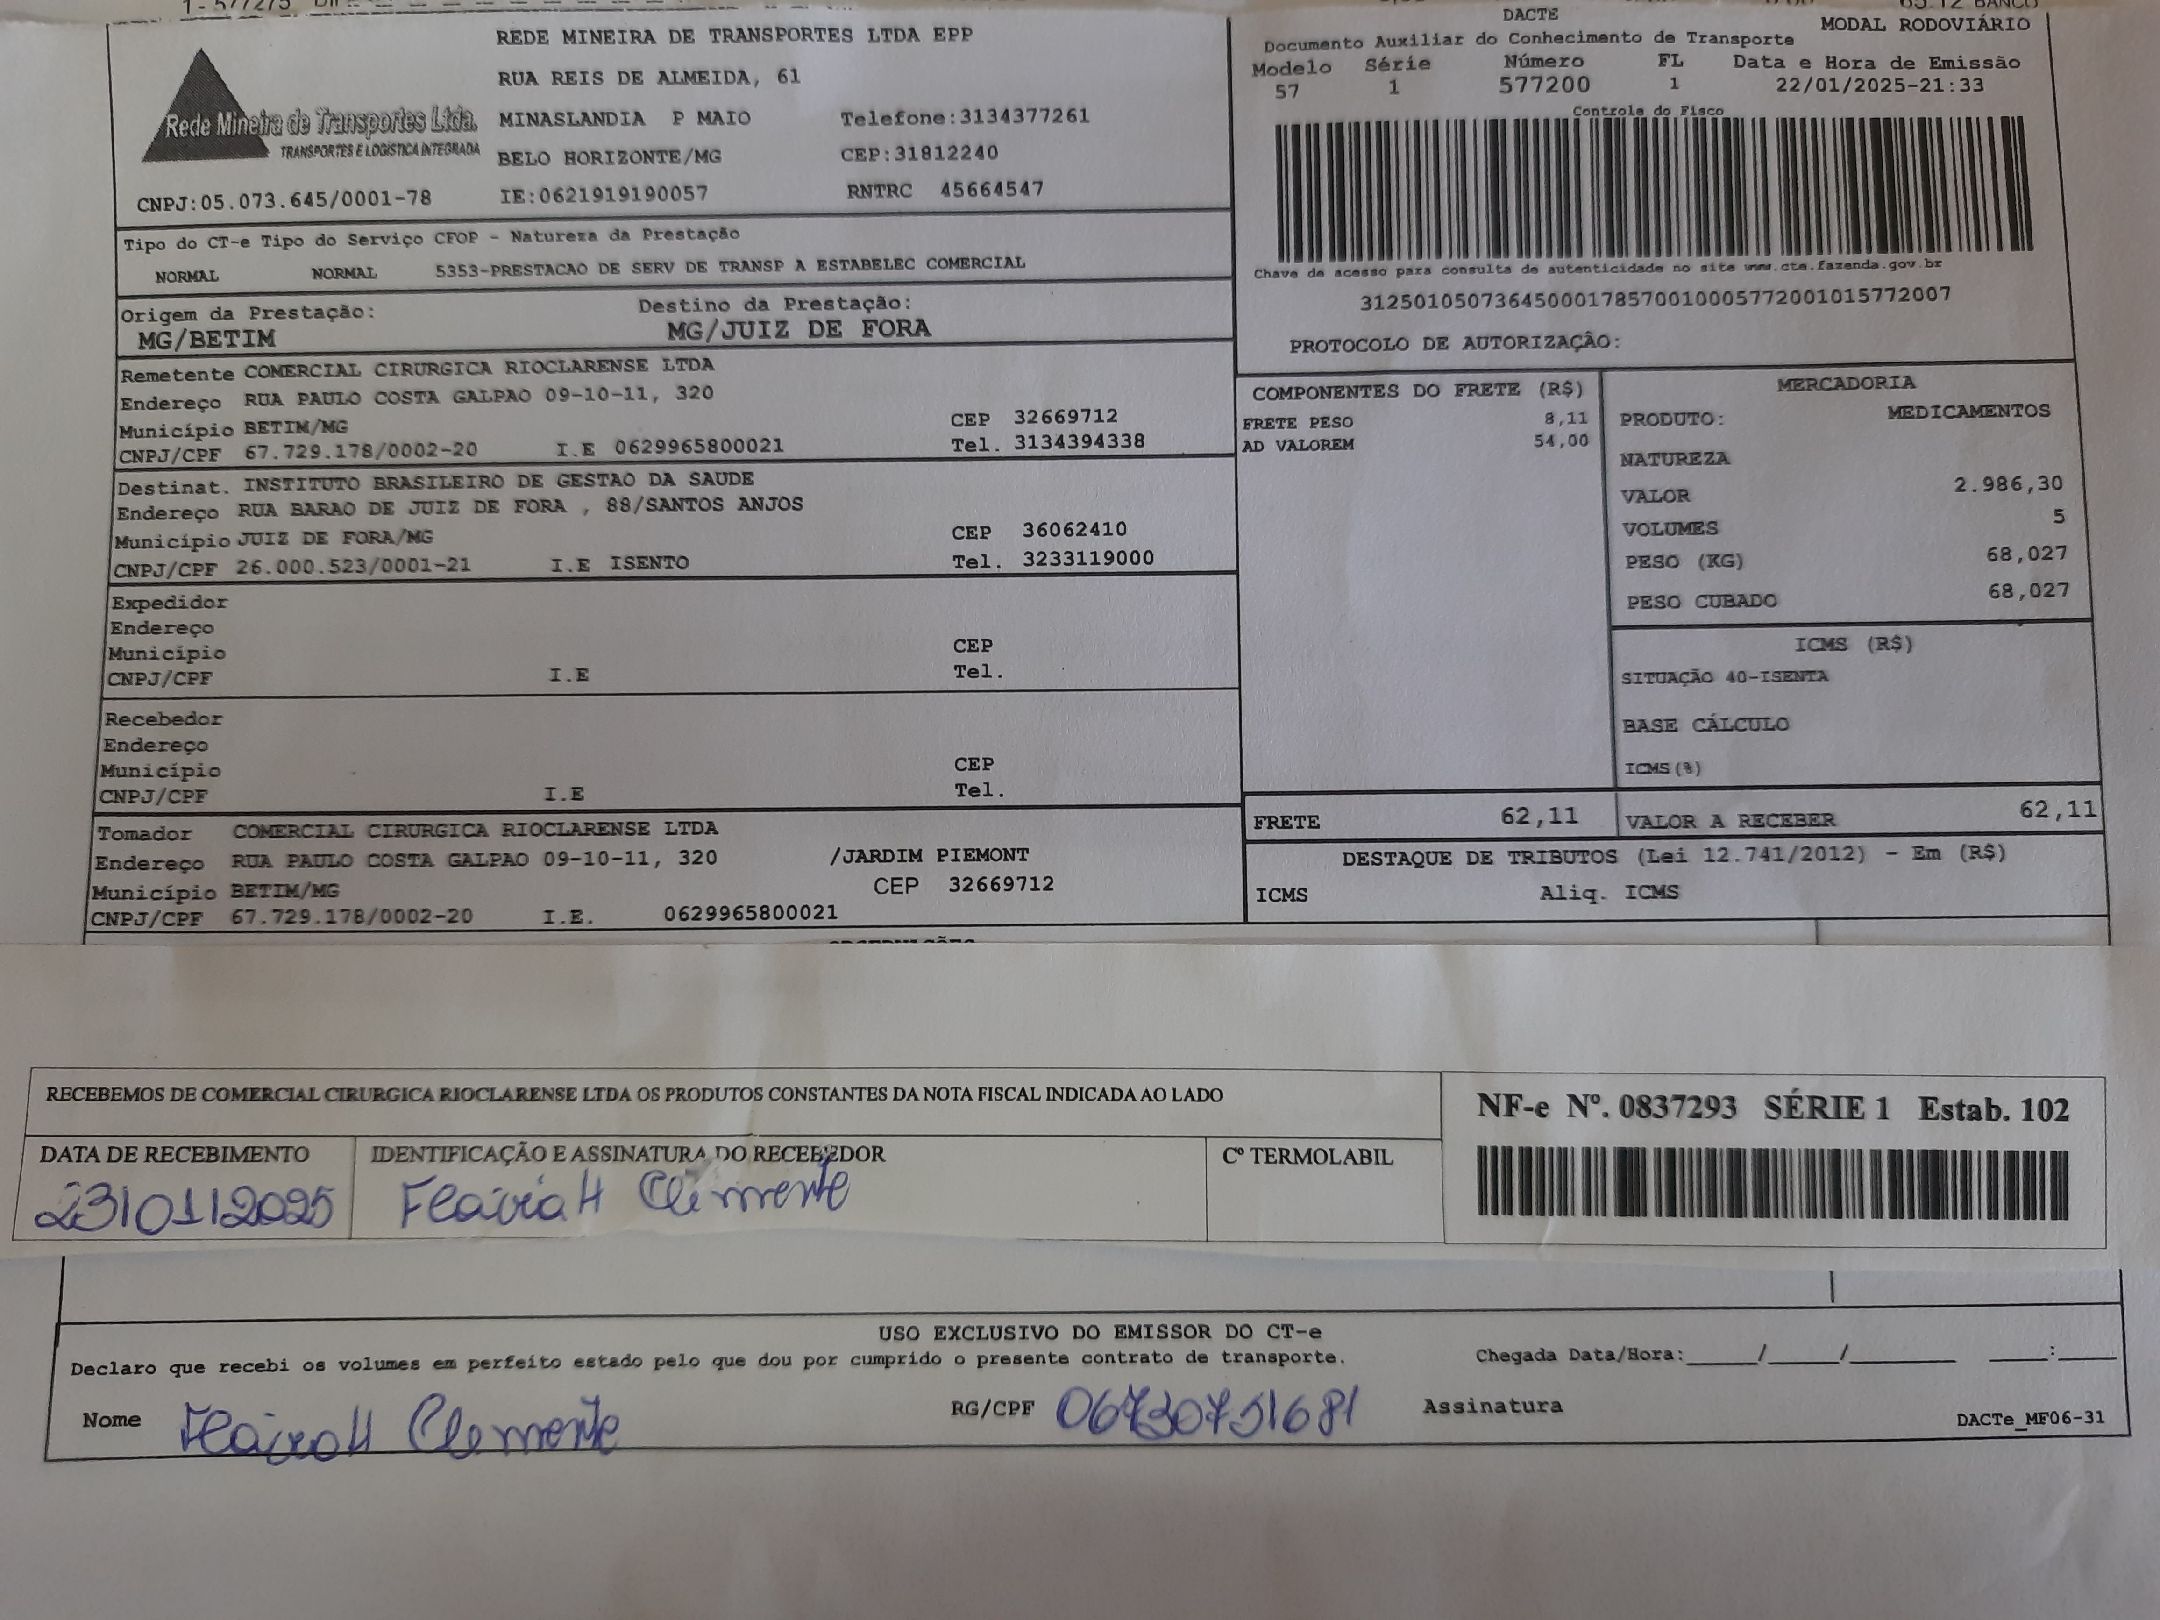 REDE MINEIRA DE TRANSPORTES LTDA EPP
RUA REIS DE ALMEIDA, 61
Rede Mineira de Transportes Ltda.
TRANSPORTES E LOGÍSTICA INTEGRADA
MINASLANDIA P MAIO Telefone:3134377261
BELO HORIZONTE/MG CEP:31812240
CNPJ:05.073.645/0001-78 IE:0621919190057 RNTRC 45664547
DACTE MODAL RODOVIÁRIO
Documento Auxiliar do Conhecimento de Transporte
Modelo Série Número FL Data e Hora de Emissão
57 1 577200 1 22/01/2025-21:33
Controle do Fisco
Chave de acesso para consulta de autenticidade no site www.cte.fazenda.gov.br
31250105073645000178570010005772001015772007
PROTOCOLO DE AUTORIZAÇÃO:
Tipo do CT-e Tipo do Serviço CFOP - Natureza da Prestação
NORMAL NORMAL 5353-PRESTACAO DE SERV DE TRANSP A ESTABELEC COMERCIAL
Origem da Prestação: Destino da Prestação:
MG/BETIM MG/JUIZ DE FORA
Remetente COMERCIAL CIRURGICA RIOCLARENSE LTDA
Endereço RUA PAULO COSTA GALPAO 09-10-11, 320
Município BETIM/MG CEP 32669712
CNPJ/CPF 67.729.178/0002-20 I.E 0629965800021 Tel. 3134394338
Destinat. INSTITUTO BRASILEIRO DE GESTAO DA SAUDE
Endereço RUA BARAO DE JUIZ DE FORA , 88/SANTOS ANJOS
Município JUIZ DE FORA/MG CEP 36062410
CNPJ/CPF 26.000.523/0001-21 I.E ISENTO Tel. 3233119000
Expedidor
Endereço
Município CEP
CNPJ/CPF I.E Tel.
Recebedor
Endereço
Município CEP
CNPJ/CPF I.E Tel.
Tomador COMERCIAL CIRURGICA RIOCLARENSE LTDA
Endereço RUA PAULO COSTA GALPAO 09-10-11, 320 /JARDIM PIEMONT
Município BETIM/MG CEP 32669712
CNPJ/CPF 67.729.178/0002-20 I.E. 0629965800021
COMPONENTES DO FRETE (R$)
FRETE PESO 8,11
AD VALOREM 54,00
MERCADORIA
PRODUTO: MEDICAMENTOS
NATUREZA
VALOR 2.986,30
VOLUMES 5
PESO (KG) 68,027
PESO CUBADO 68,027
ICMS (R$)
SITUAÇÃO 40-ISENTA
BASE CÁLCULO
ICMS(%)
FRETE 62,11 VALOR A RECEBER 62,11
DESTAQUE DE TRIBUTOS (Lei 12.741/2012) - Em (R$)
ICMS Aliq. ICMS
RECEBEMOS DE COMERCIAL CIRURGICA RIOCLARENSE LTDA OS PRODUTOS CONSTANTES DA NOTA FISCAL INDICADA AO LADO
NF-e Nº. 0837293 SÉRIE 1 Estab. 102
DATA DE RECEBIMENTO IDENTIFICAÇÃO E ASSINATURA DO RECEBEDOR Cº TERMOLABIL
23/01/2025 Flávia H Clemente
USO EXCLUSIVO DO EMISSOR DO CT-e
Declaro que recebi os volumes em perfeito estado pelo que dou por cumprido o presente contrato de transporte. Chegada Data/Hora:_____/_____/________ ____:____
Nome Flávia H Clemente RG/CPF 06730751681 Assinatura
DACTe_MF06-31